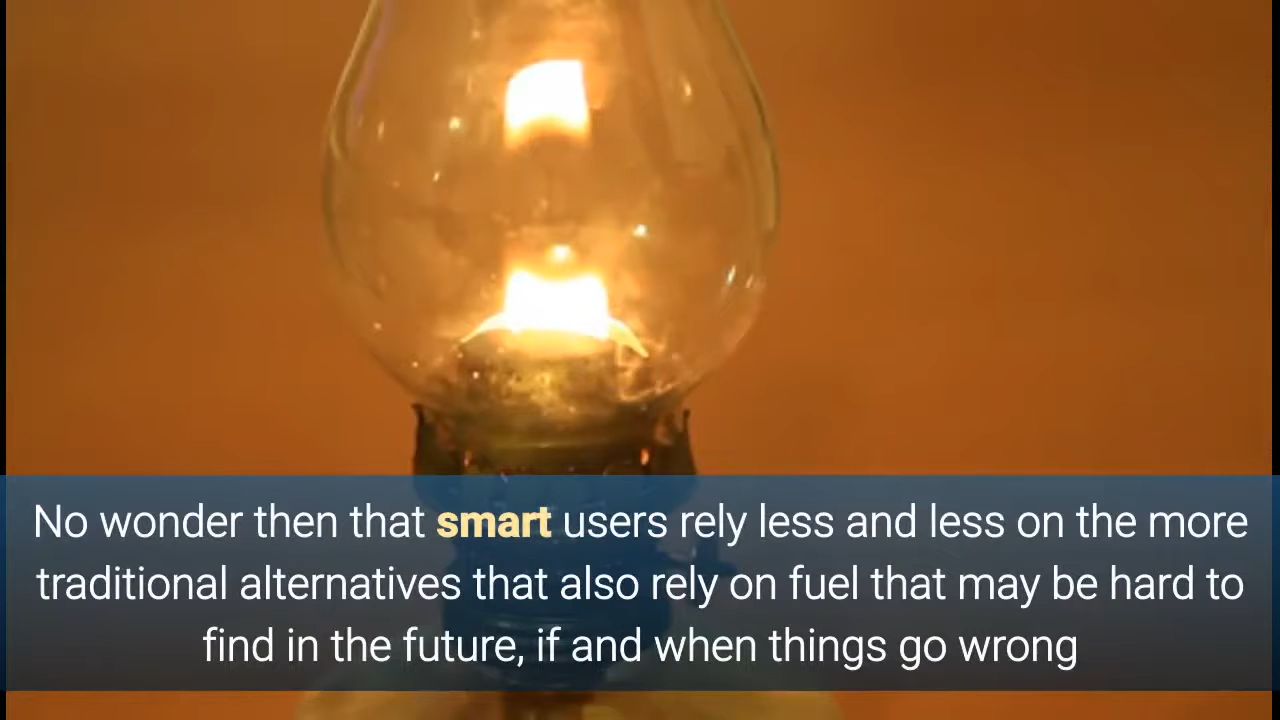 No wonder then that smart users rely less and less on the more
traditional alternatives that also rely on fuel that may be hard to
find in the future, if and when things go wrong